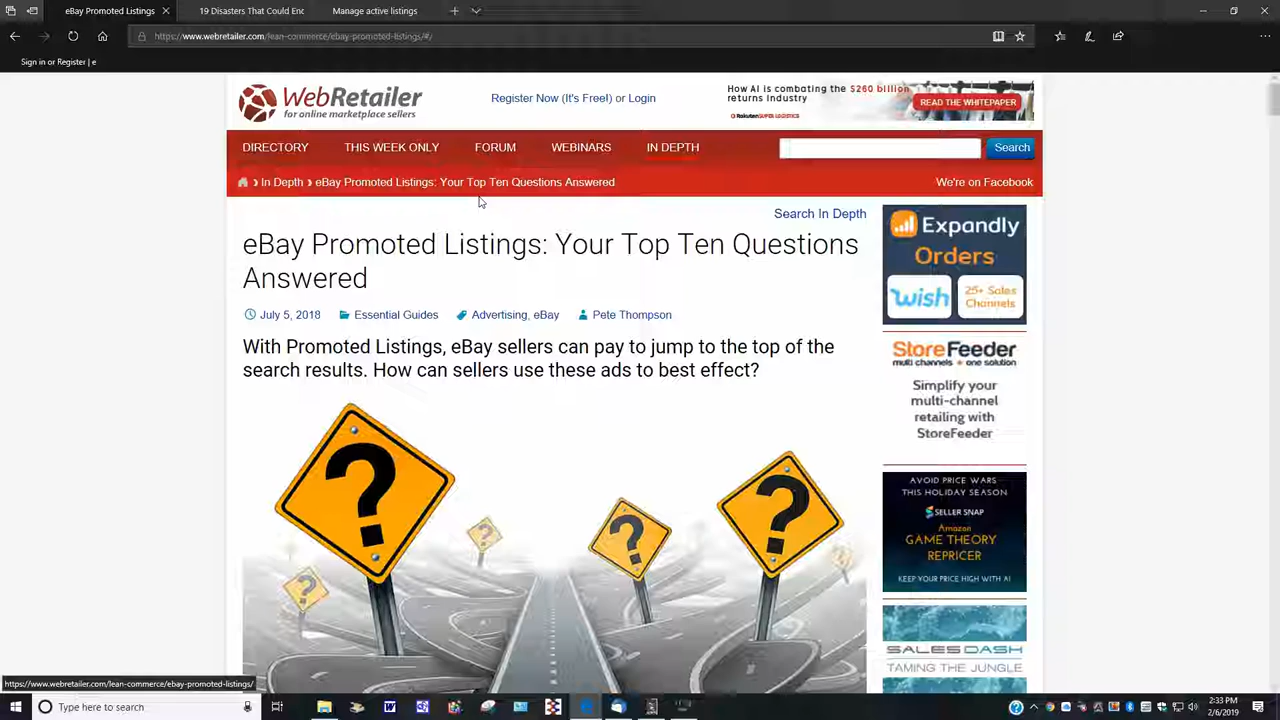 eBay Promoted Listings
19 Disasters That Could Enc
Manage active listings
https://www.webretailer.com/lean-commerce/ebay-promoted-listings/#/
Sign in or Register | e
WebRetailer
for online marketplace sellers
Register Now (It's Free!) or Login
How AI is combating the $260 billion
returns industry
Rakuten SUPER LOGISTICS
READ THE WHITEPAPER
DIRECTORY
THIS WEEK ONLY
FORUM
WEBINARS
IN DEPTH
Search
› In Depth › eBay Promoted Listings: Your Top Ten Questions Answered
We're on Facebook
Search In Depth
eBay Promoted Listings: Your Top Ten Questions
Answered
July 5, 2018
Essential Guides
Advertising, eBay
Pete Thompson
With Promoted Listings, eBay sellers can pay to jump to the top of the
search results. How can sellers use these ads to best effect?
?
?
?
?
?
?
Expandly
Orders
wish
25+ Sales
Channels
StoreFeeder
multi channels + one solution
Simplify your
multi-channel
retailing with
StoreFeeder
AVOID PRICE WARS
THIS HOLIDAY SEASON
SELLER SNAP
Amazon
GAME THEORY
REPRICER
KEEP YOUR PRICE HIGH WITH AI
SALESDASH
TAMING THE JUNGLE
https://www.webretailer.com/lean-commerce/ebay-promoted-listings/
Type here to search
2:33 PM
2/6/2019